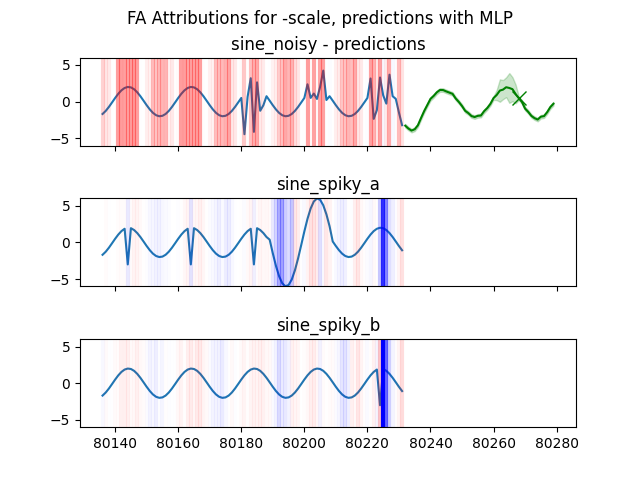 FA Attributions for -scale, predictions with MLP
sine_noisy - predictions
5
0
−5
sine_spiky_a
5
0
−5
sine_spiky_b
5
0
−5
80140 80160 80180 80200 80220 80240 80260 80280